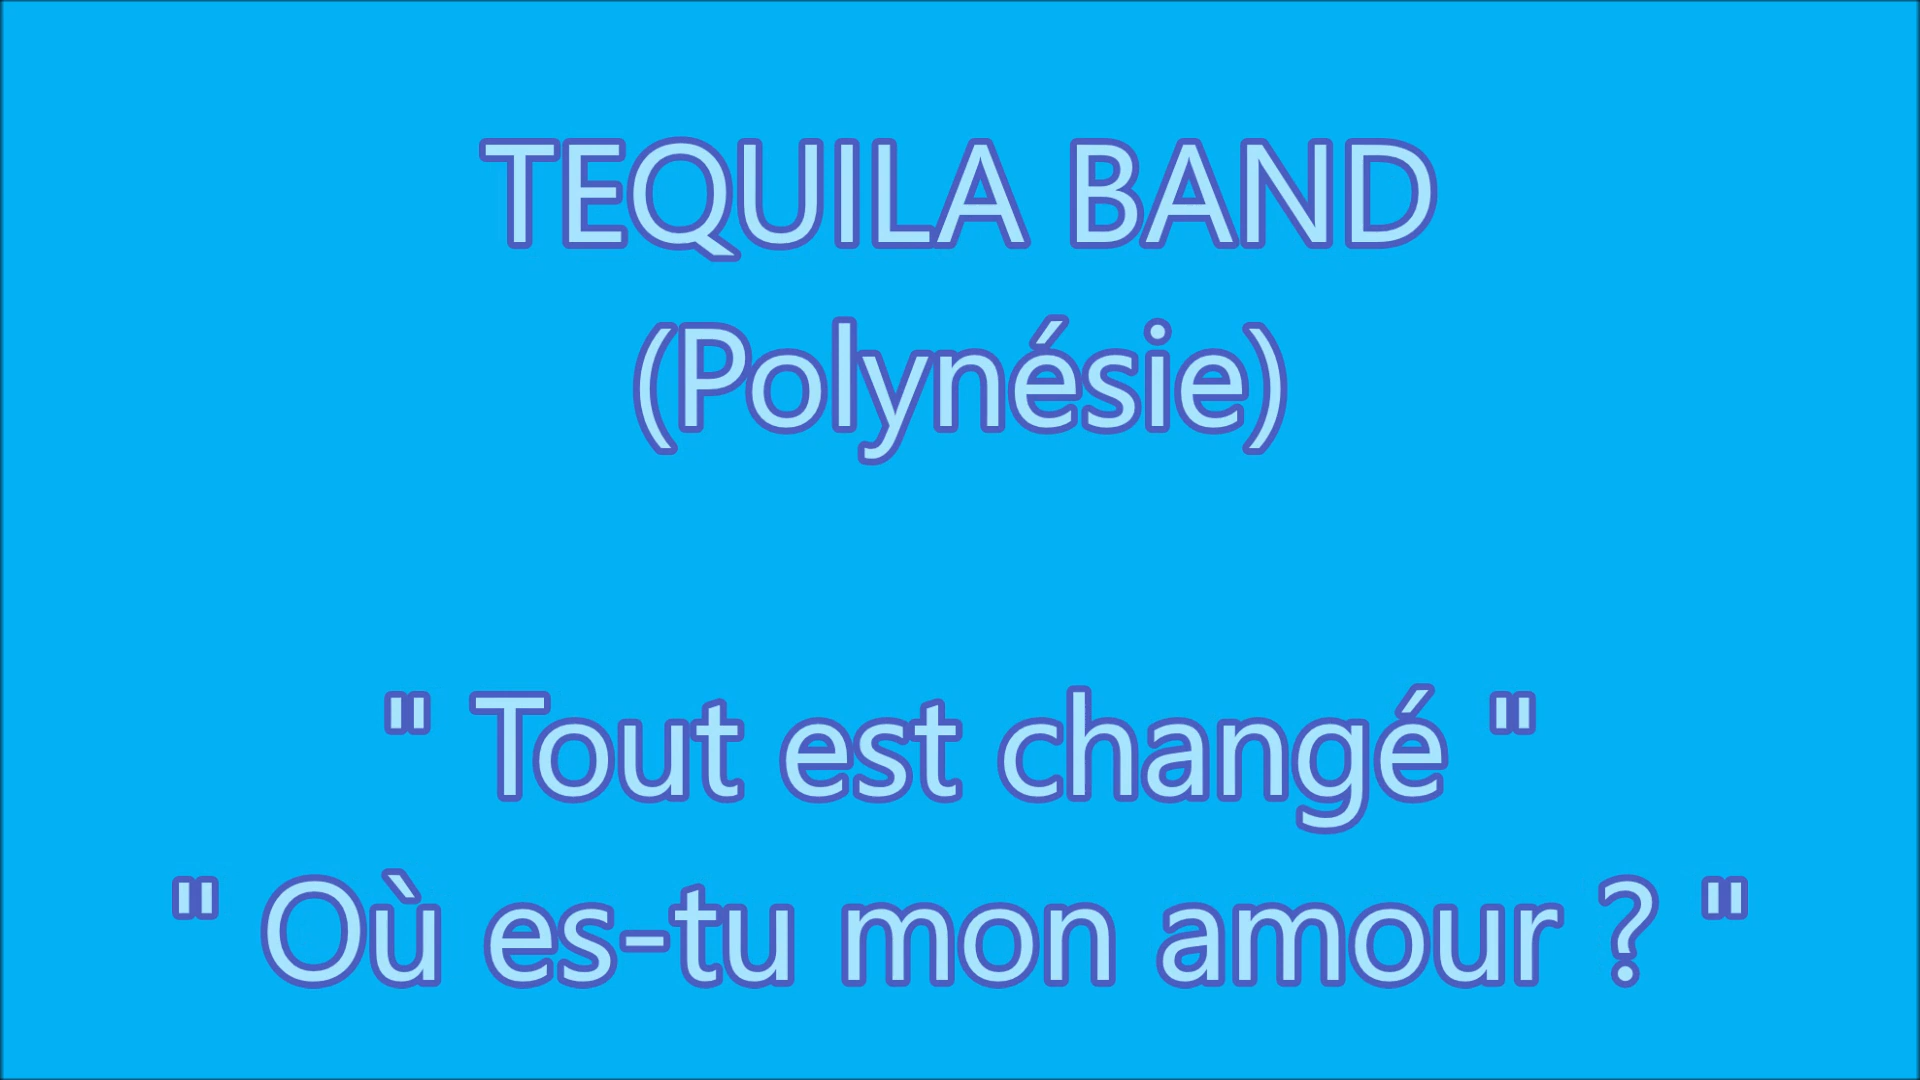 TEQUILA BAND
(Polynésie)
" Tout est changé "
" Où es-tu mon amour ? "